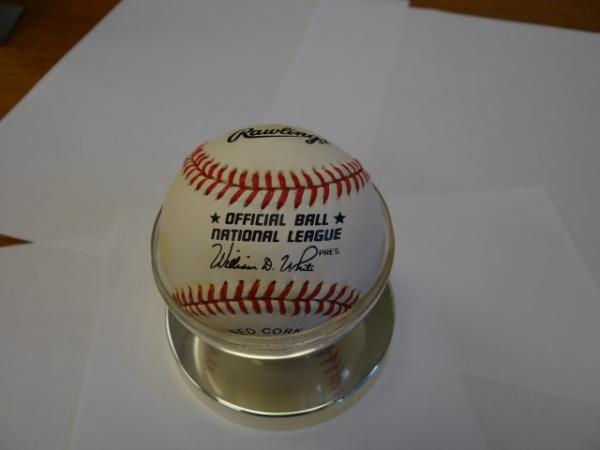 Rawlings
★ OFFICIAL BALL ★
NATIONAL LEAGUE
William D. White PRES.
NED CORK